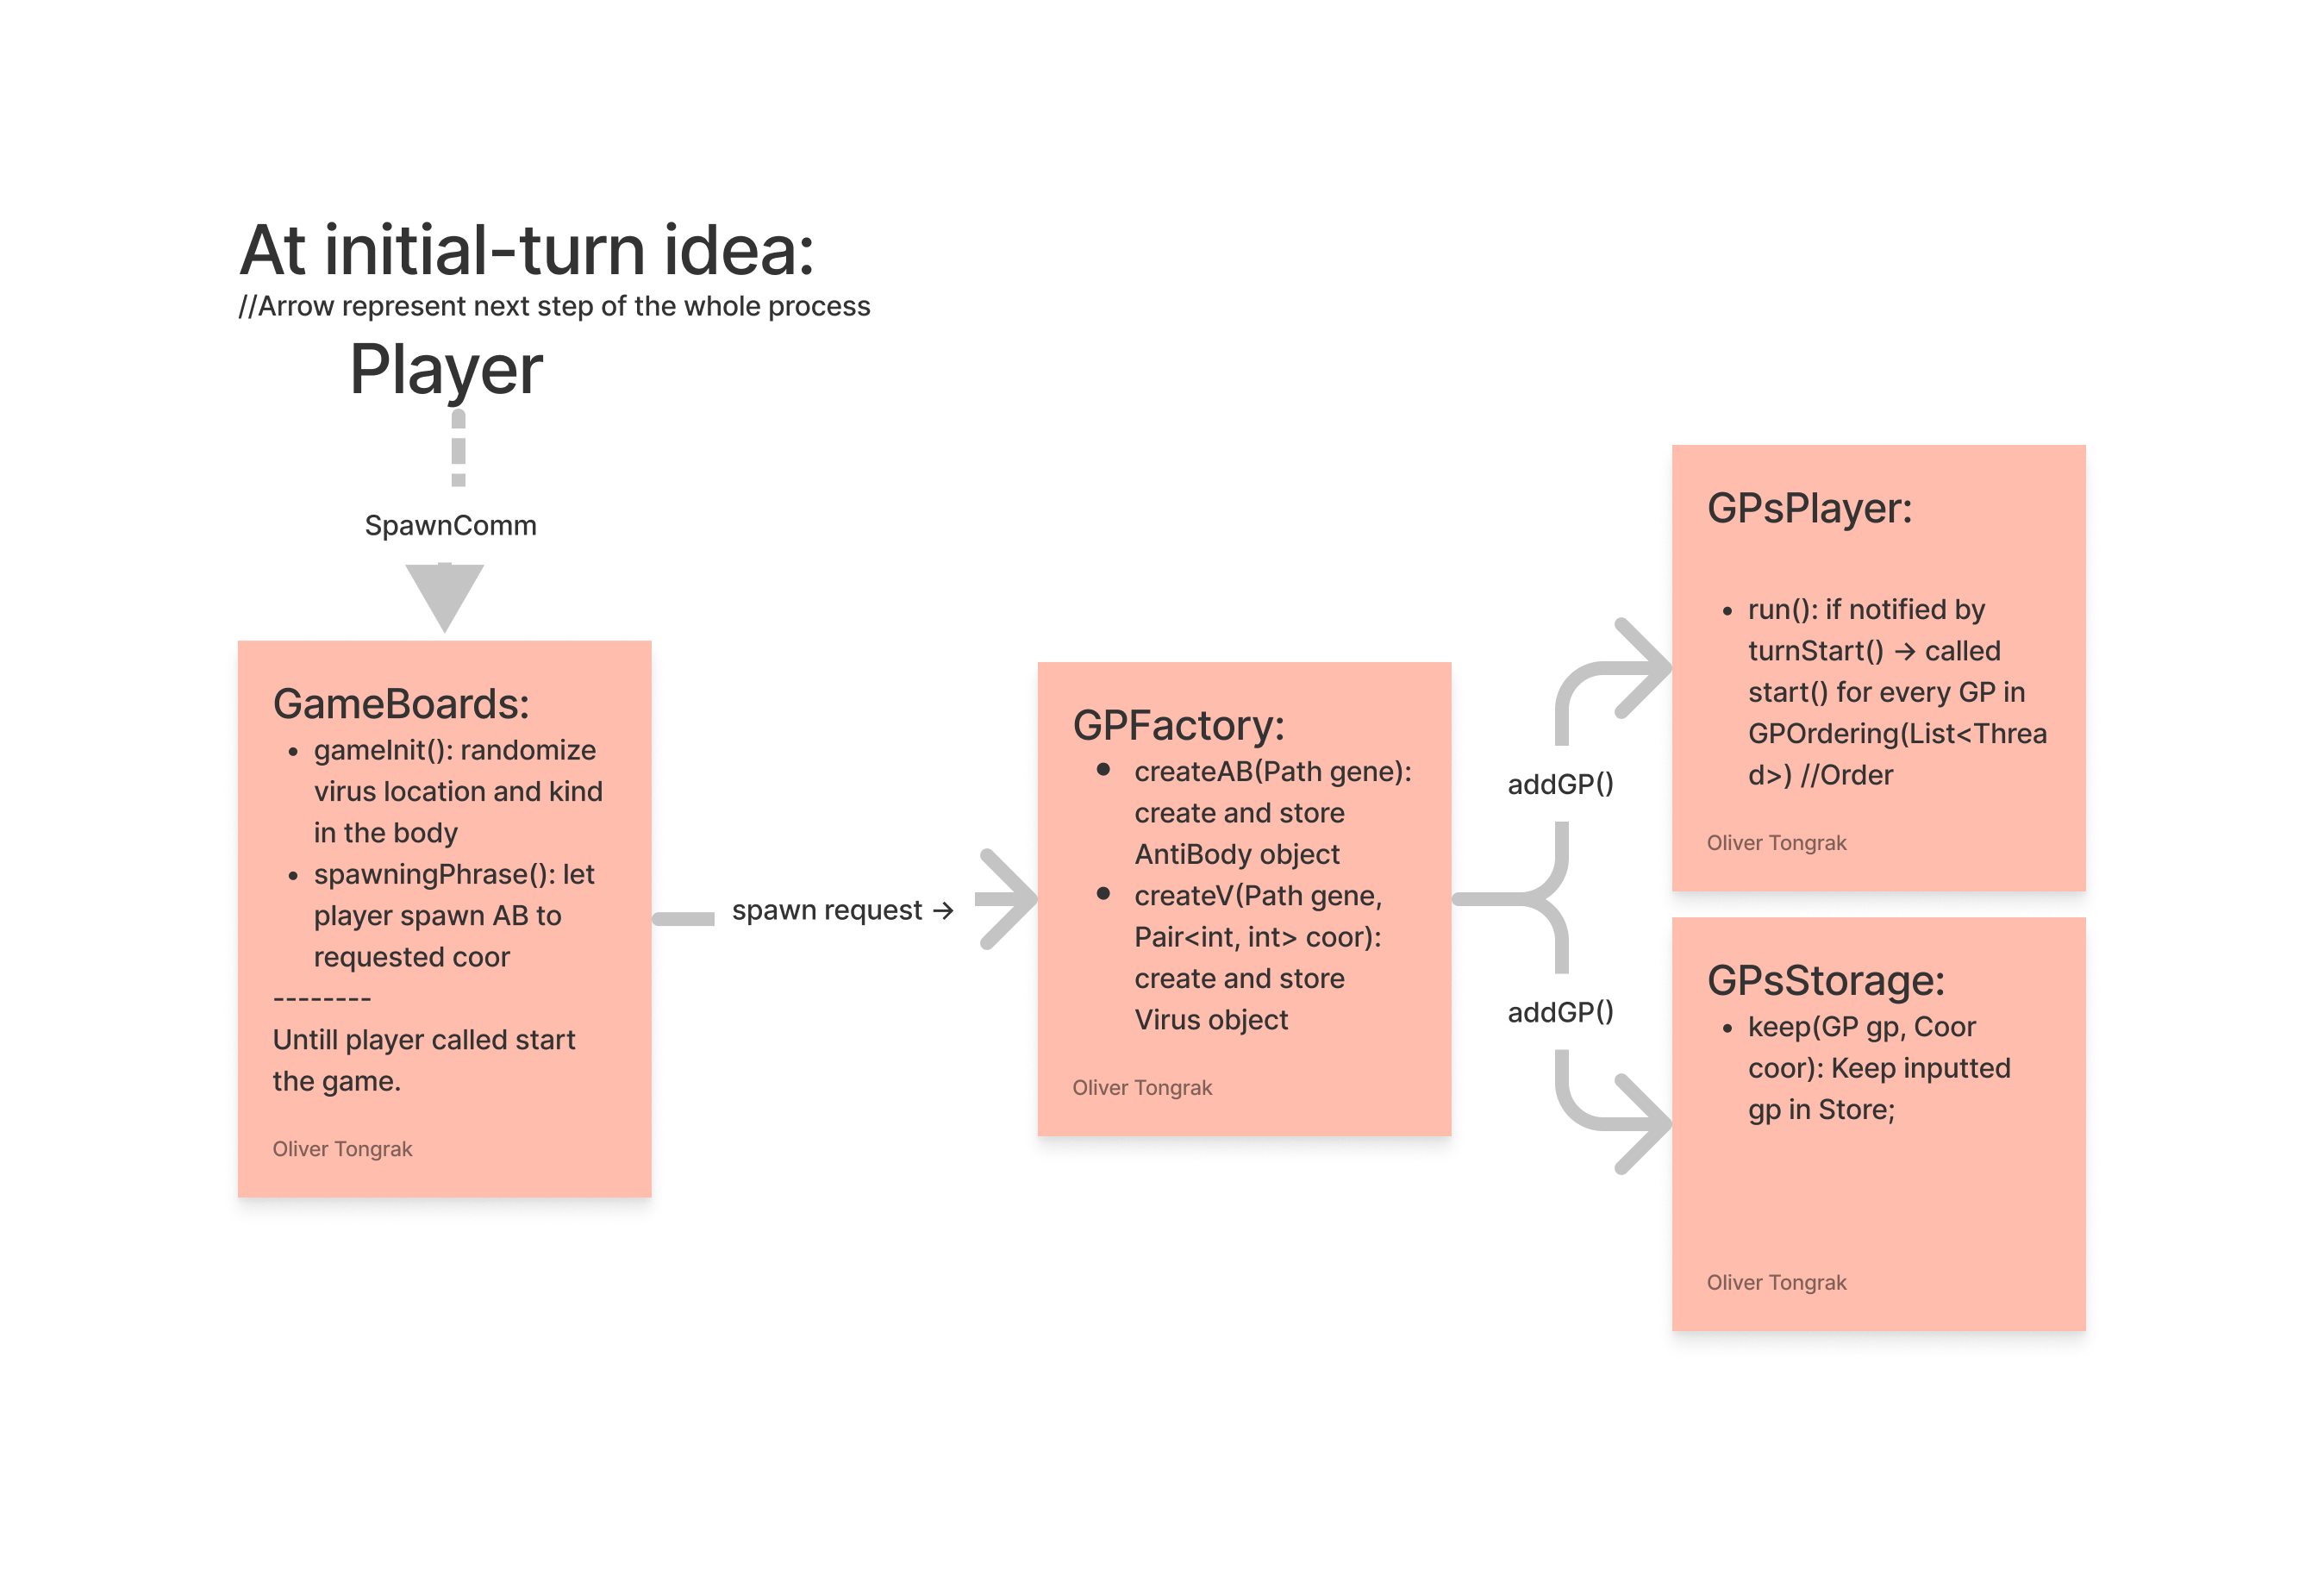 At initial-turn idea:
//Arrow represent next step of the whole process
Player
SpawnComm
GameBoards:
• gameInit(): randomize
virus location and kind
in the body
• spawningPhrase(): let
player spawn AB to
requested coor
--------
Untill player called start
the game.
Oliver Tongrak
spawn request →
GPFactory:
• createAB(Path gene):
create and store
AntiBody object
• createV(Path gene,
Pair<int, int> coor):
create and store
Virus object
Oliver Tongrak
addGP()
addGP()
GPsPlayer:
• run(): if notified by
turnStart() → called
start() for every GP in
GPOrdering(List<Threa
d>) //Order
Oliver Tongrak
GPsStorage:
• keep(GP gp, Coor
coor): Keep inputted
gp in Store;
Oliver Tongrak